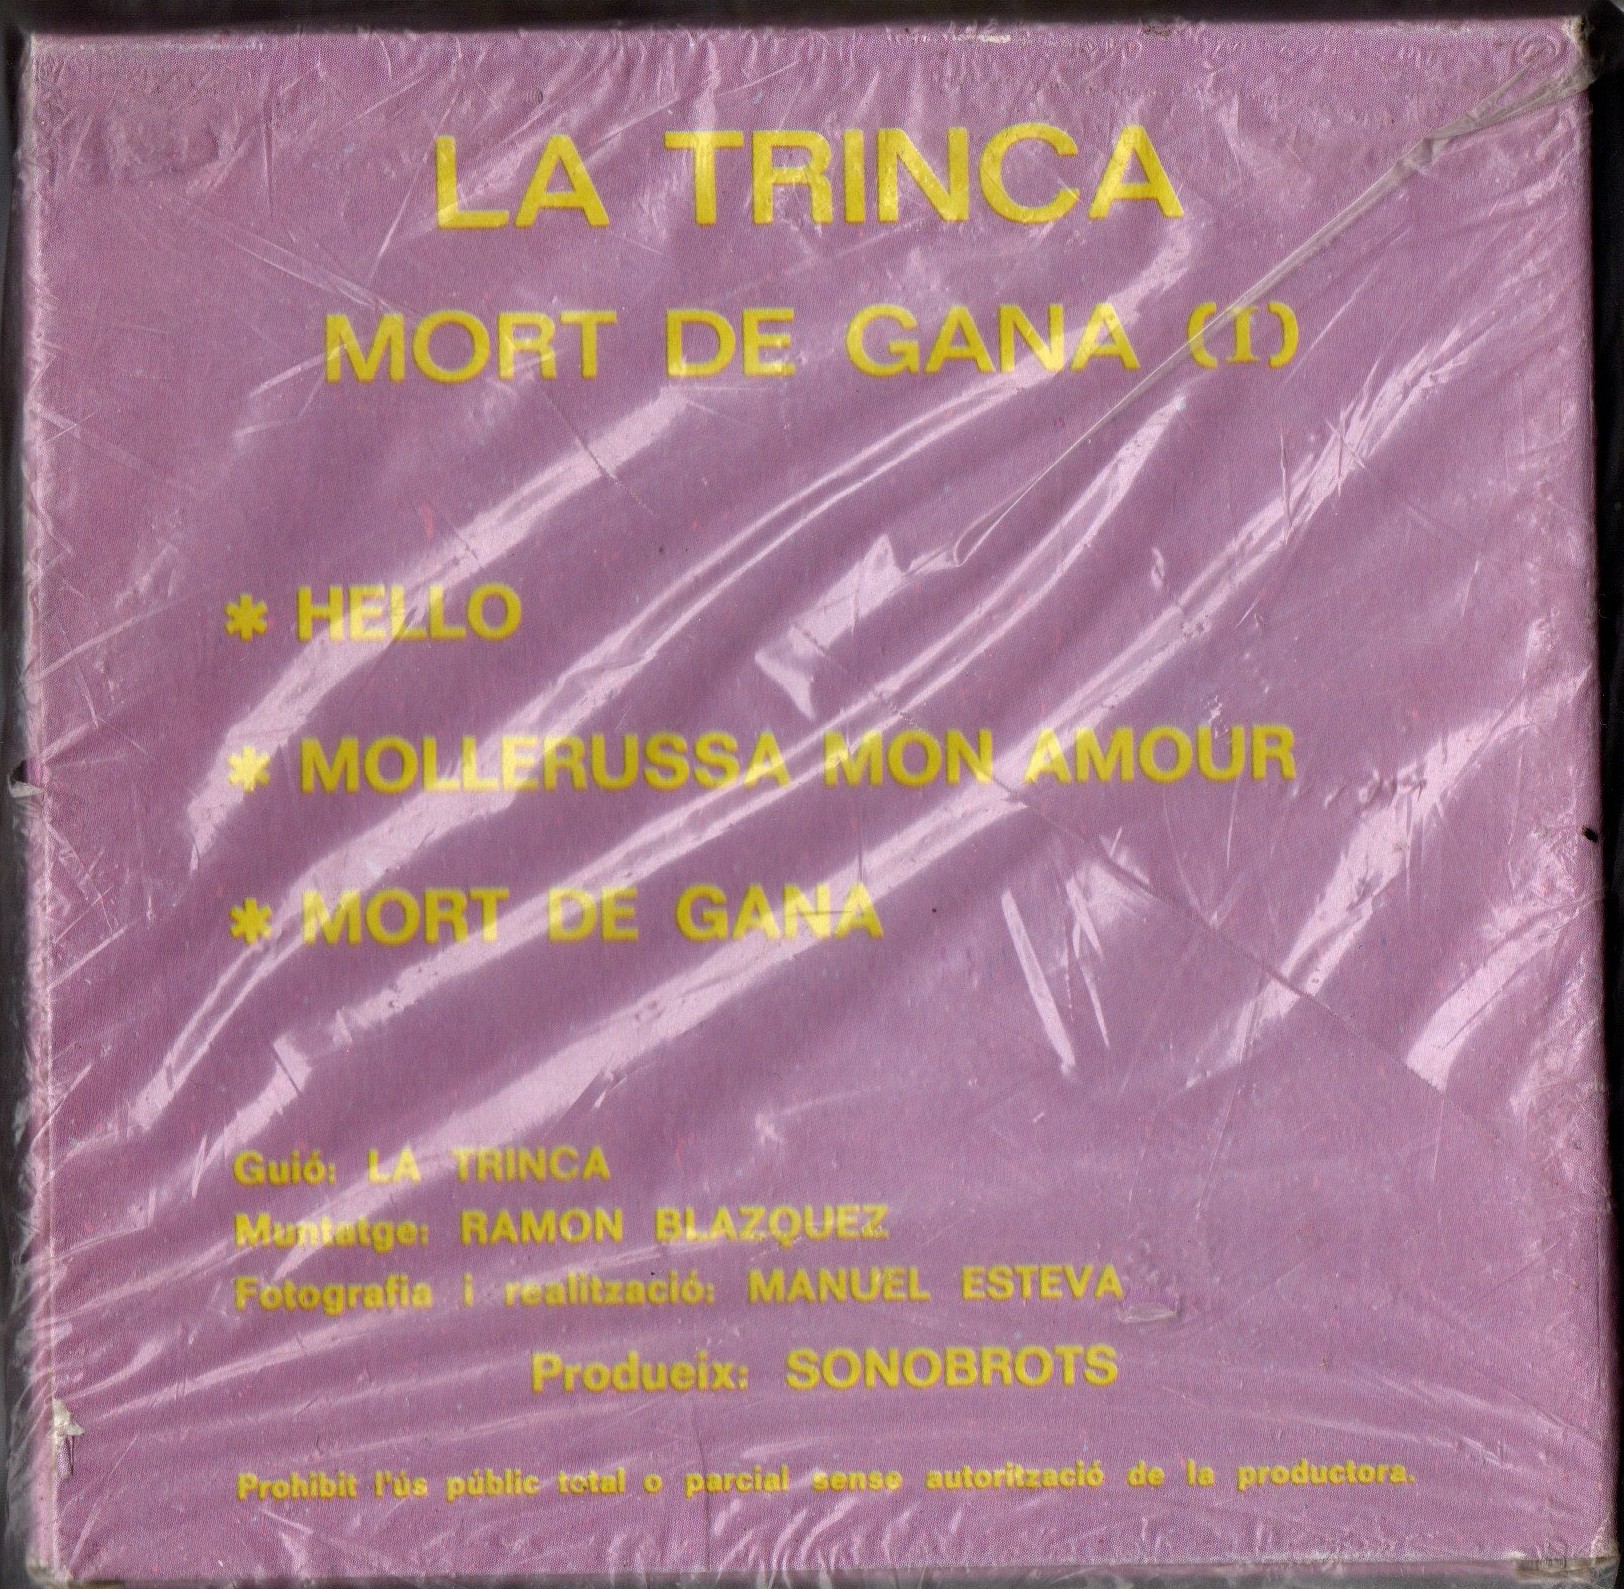 LA TRINCA
MORT DE GANA (I)
* HELLO
* MOLLERUSSA MON AMOUR
* MORT DE GANA
Guió: LA TRINCA
Muntatge: RAMON BLAZQUEZ
Fotografia i realització: MANUEL ESTEVA
Produeix: SONOBROTS
Prohibit l'ús públic total o parcial sense autorització de la productora.